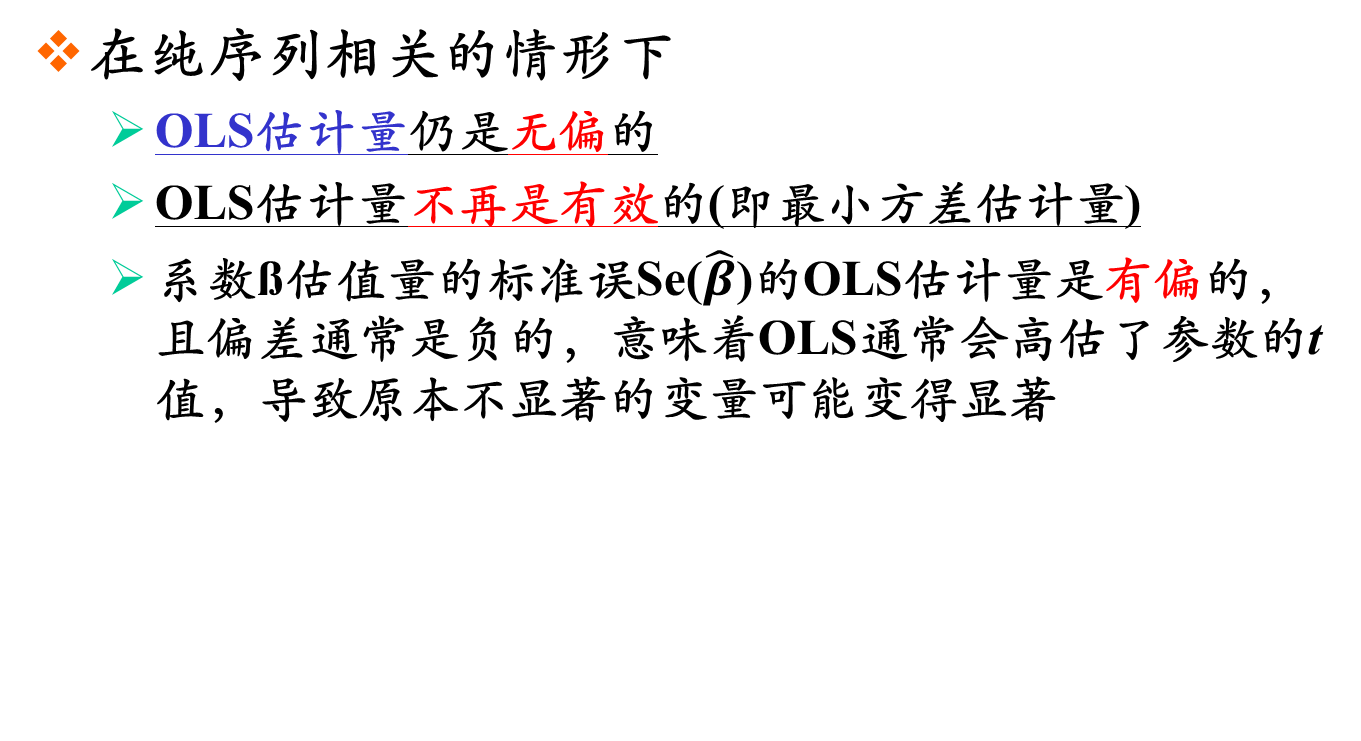 在纯序列相关的情形下
OLS估计量仍是无偏的
OLS估计量不再是有效的(即最小方差估计量)
系数ß估值量的标准误Se(β̂)的OLS估计量是有偏的，
且偏差通常是负的，意味着OLS通常会高估了参数的t
值，导致原本不显著的变量可能变得显著